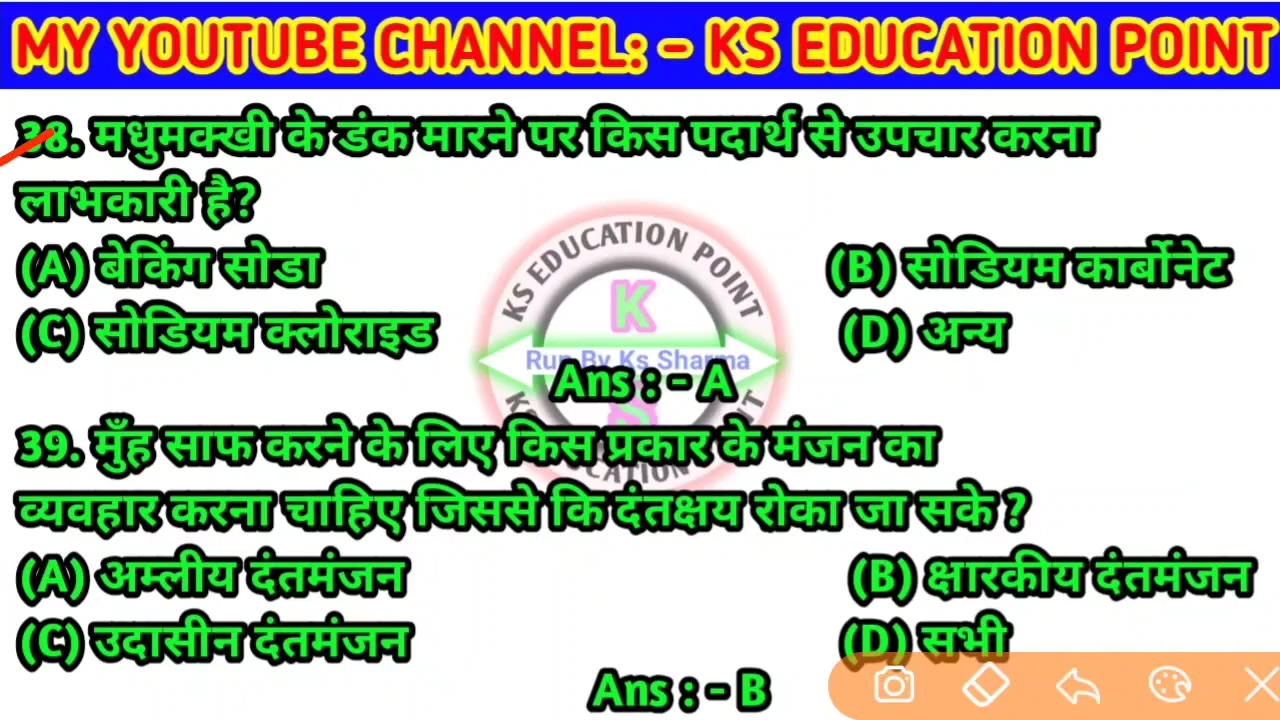 MY YOUTUBE CHANNEL: - KS EDUCATION POINT
38. मधुमक्खी के डंक मारने पर किस पदार्थ से उपचार करना
लाभकारी है?
(A) बेकिंग सोडा (B) सोडियम कार्बोनेट
(C) सोडियम क्लोराइड (D) अन्य
KS EDUCATION POINT
K
Run By Ks Sharma
S
Ans : - A
39. मुँह साफ करने के लिए किस प्रकार के मंजन का
व्यवहार करना चाहिए जिससे कि दंतक्षय रोका जा सके ?
(A) अम्लीय दंतमंजन (B) क्षारकीय दंतमंजन
(C) उदासीन दंतमंजन (D) सभी
Ans : - B